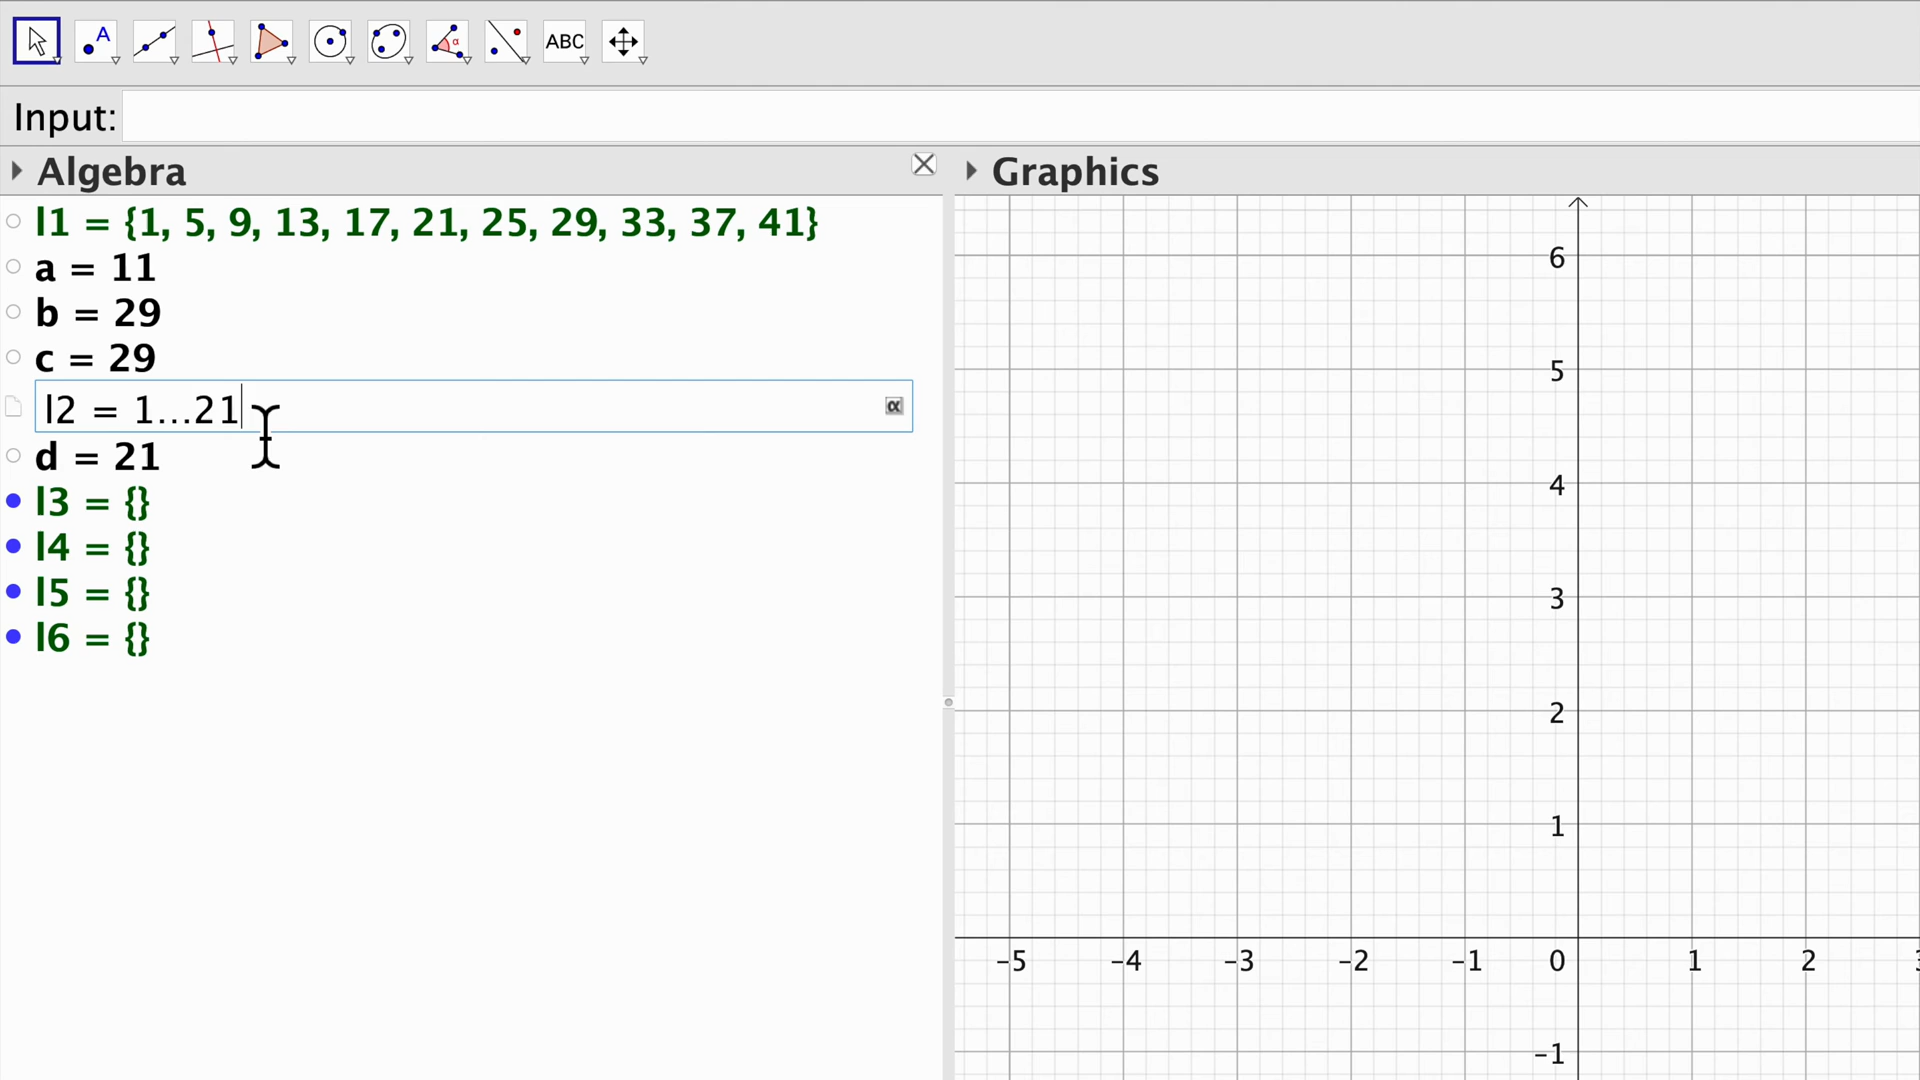 A
α
ABC
Input:
Algebra
Graphics
l1 = {1, 5, 9, 13, 17, 21, 25, 29, 33, 37, 41}
a = 11
b = 29
c = 29
l2 = 1...21
α
d = 21
l3 = {}
l4 = {}
l5 = {}
l6 = {}
6
5
4
3
2
1
-5 -4 -3 -2 -1 0 1 2
-1